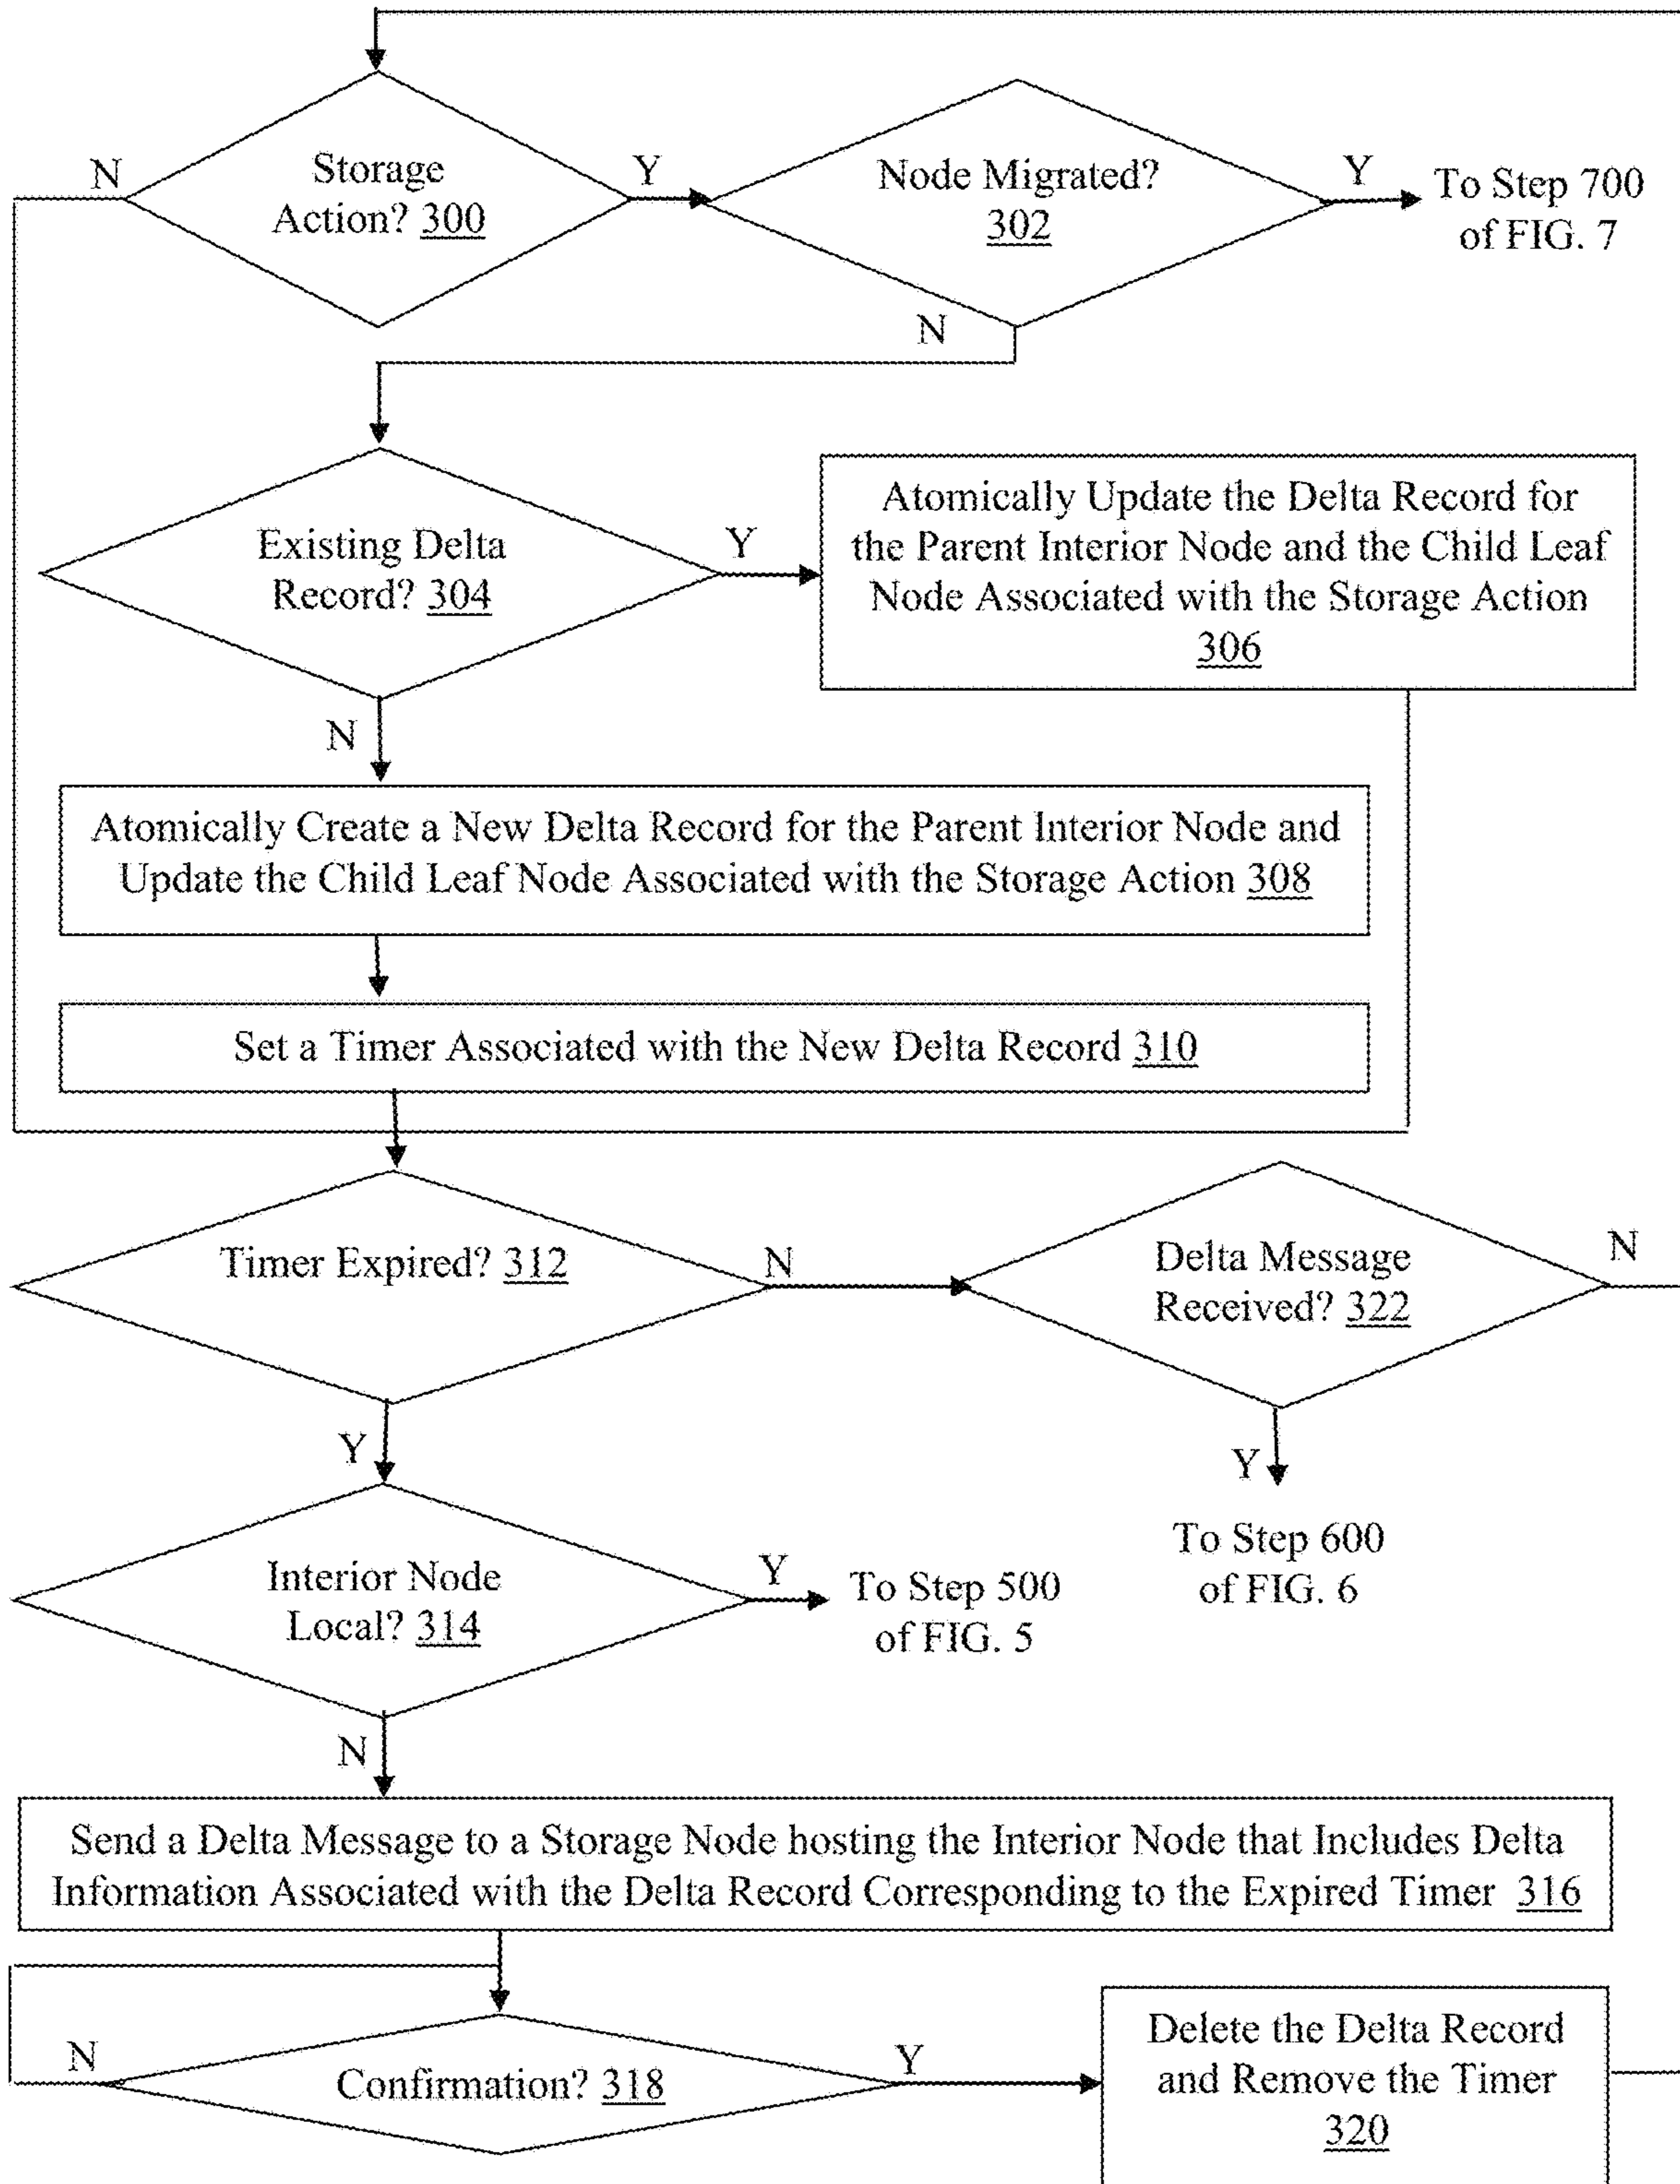 N
Storage
Action? 300
Y
Node Migrated?
302
Y
To Step 700
of FIG. 7
N
Existing Delta
Record? 304
Y
Atomically Update the Delta Record for
the Parent Interior Node and the Child Leaf
Node Associated with the Storage Action
306
N
Atomically Create a New Delta Record for the Parent Interior Node and
Update the Child Leaf Node Associated with the Storage Action 308
Set a Timer Associated with the New Delta Record 310
Timer Expired? 312
N
Delta Message
Received? 322
N
Y
Y
To Step 600
of FIG. 6
Interior Node
Local? 314
Y
To Step 500
of FIG. 5
N
Send a Delta Message to a Storage Node hosting the Interior Node that Includes Delta
Information Associated with the Delta Record Corresponding to the Expired Timer 316
N
Confirmation? 318
Y
Delete the Delta Record
and Remove the Timer
320